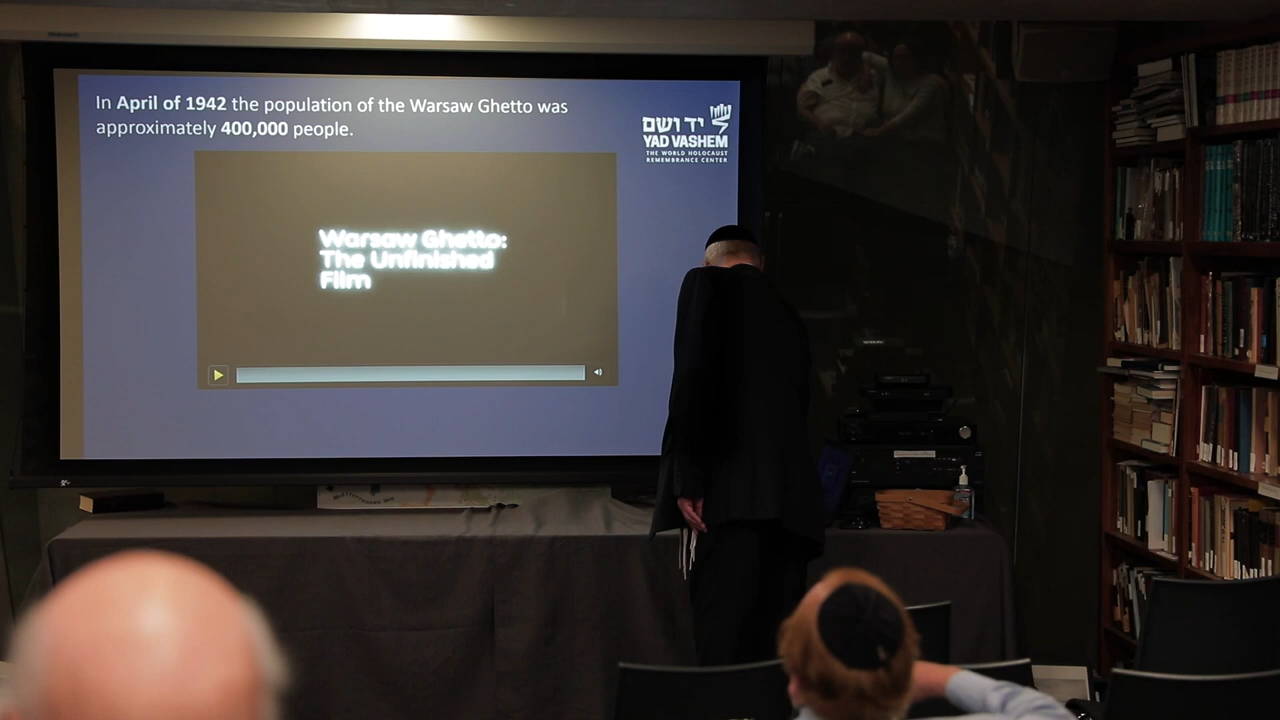 In April of 1942 the population of the Warsaw Ghetto was
approximately 400,000 people.
יד ושם
YAD VASHEM
THE WORLD HOLOCAUST
REMEMBRANCE CENTER
Warsaw Ghetto:
The Unfinished
Film